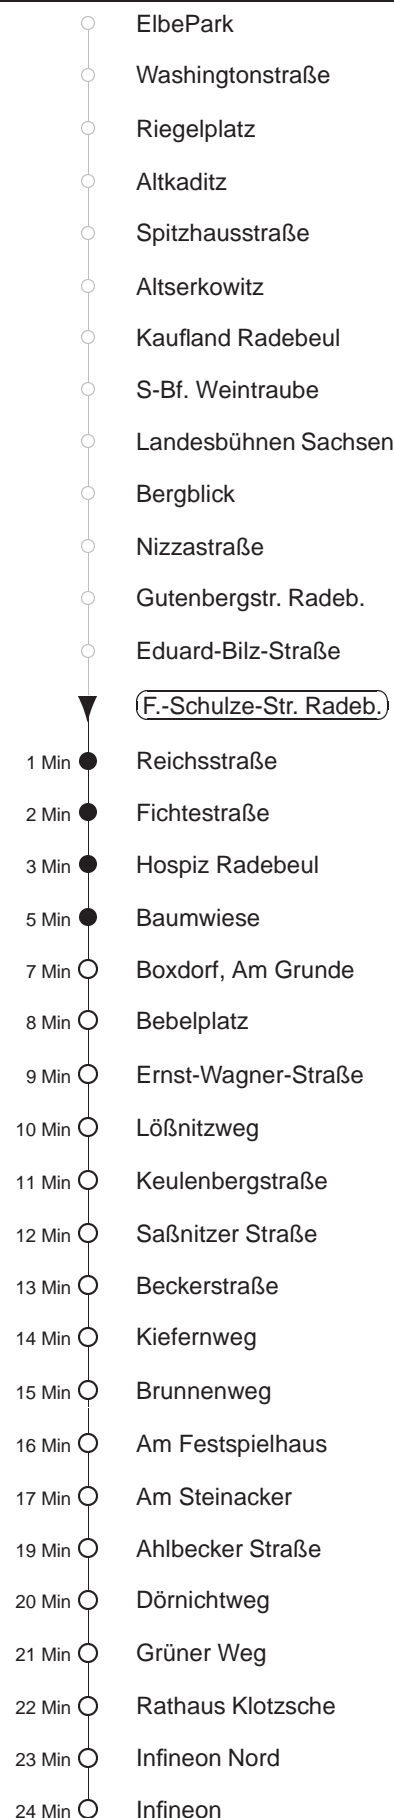 ElbePark
Washingtonstraße
Riegelplatz
Altkaditz
Spitzhausstraße
Altserkowitz
Kaufland Radebeul
S-Bf. Weintraube
Landesbühnen Sachsen
Bergblick
Nizzastraße
Gutenbergstr. Radeb.
Eduard-Bilz-Straße
F.-Schulze-Str. Radeb.
1 Min Reichsstraße
2 Min Fichtestraße
3 Min Hospiz Radebeul
5 Min Baumwiese
7 Min Boxdorf, Am Grunde
8 Min Bebelplatz
9 Min Ernst-Wagner-Straße
10 Min Lößnitzweg
11 Min Keulenbergstraße
12 Min Saßnitzer Straße
13 Min Beckerstraße
14 Min Kiefernweg
15 Min Brunnenweg
16 Min Am Festspielhaus
17 Min Am Steinacker
19 Min Ahlbecker Straße
20 Min Dörnichtweg
21 Min Grüner Weg
22 Min Rathaus Klotzsche
23 Min Infineon Nord
24 Min Infineon